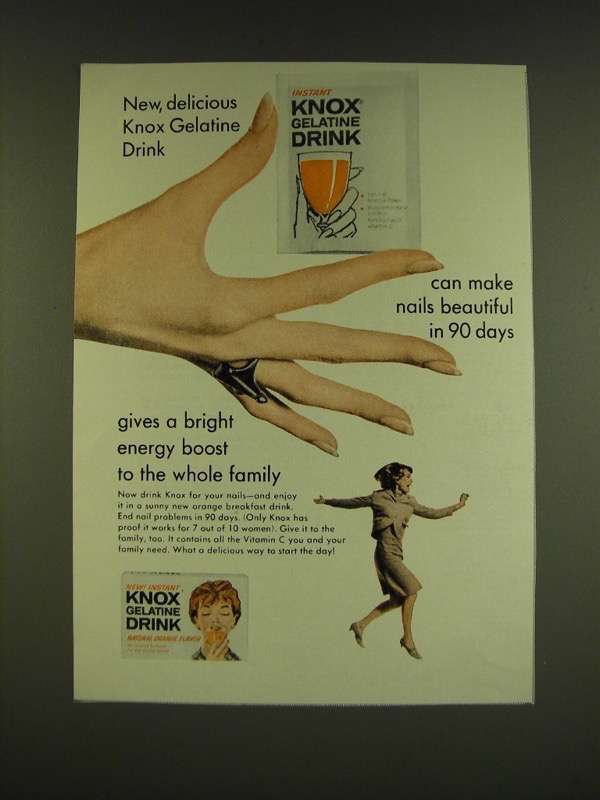 New, delicious
Knox Gelatine
Drink
INSTANT
KNOX®
GELATINE
DRINK
can make
nails beautiful
in 90 days
gives a bright
energy boost
to the whole family
Now drink Knox for your nails—and enjoy
it in a sunny new orange breakfast drink.
End nail problems in 90 days. (Only Knox has
proof it works for 7 out of 10 women). Give it to the
family, too. It contains all the Vitamin C you and your
family need. What a delicious way to start the day!
NEW! INSTANT
KNOX
GELATINE
DRINK
NATURAL ORANGE FLAVOR